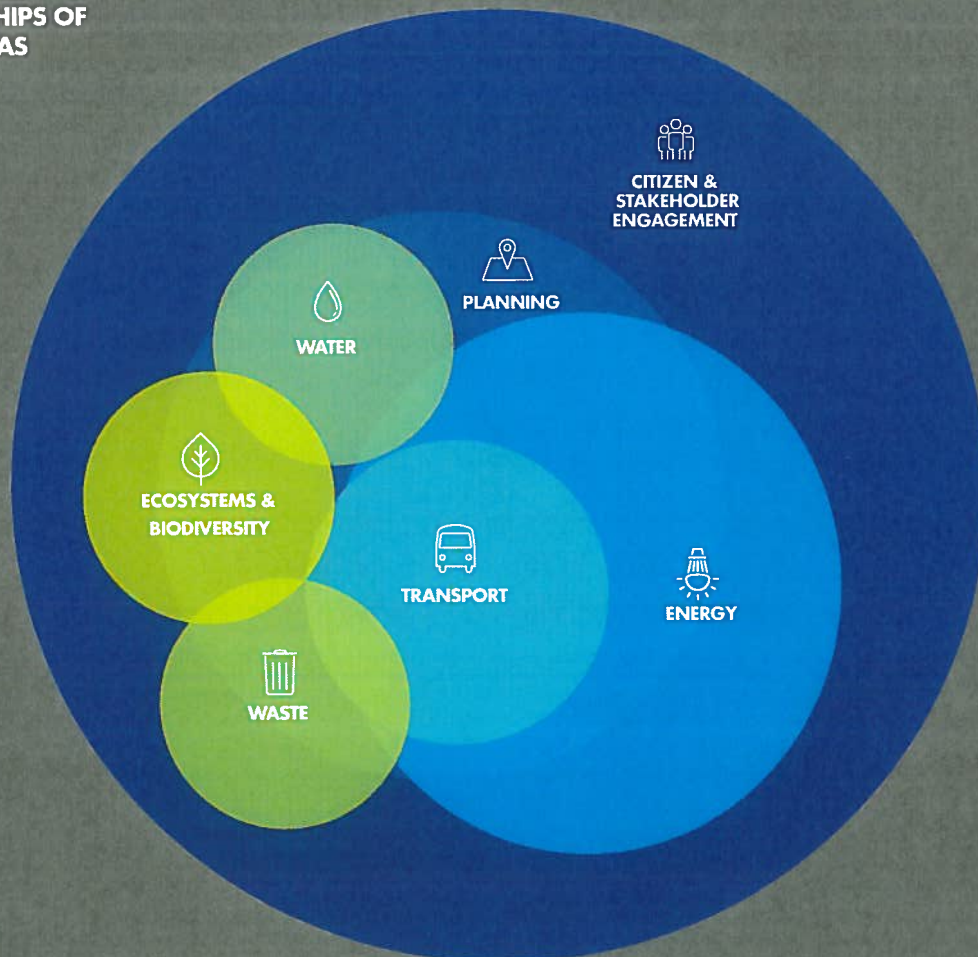 HIPS OF
AS
CITIZEN &
STAKEHOLDER
ENGAGEMENT
PLANNING
WATER
ECOSYSTEMS &
BIODIVERSITY
TRANSPORT
ENERGY
WASTE